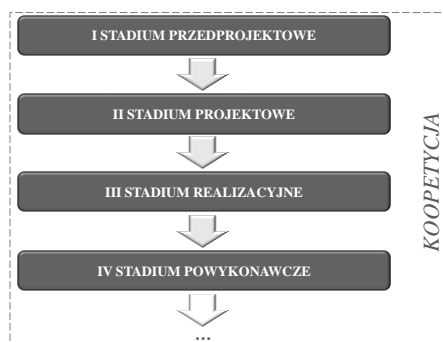 I STADIUM PRZEDPROJEKTOWE
II STADIUM PROJEKTOWE
III STADIUM REALIZACYJNE
IV STADIUM POWYKONAWCZE
...
KOOPETYCJA